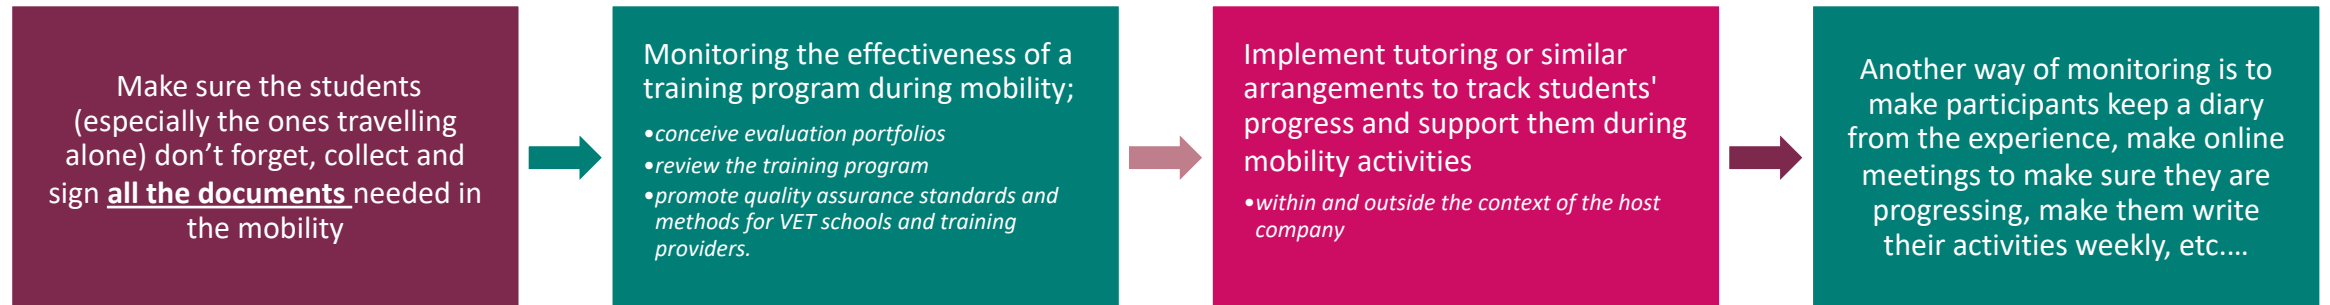 Make sure the students
(especially the ones travelling
alone) don’t forget, collect and
sign all the documents needed in
the mobility
Monitoring the effectiveness of a
training program during mobility;
•conceive evaluation portfolios
•review the training program
•promote quality assurance standards and
methods for VET schools and training
providers.
Implement tutoring or similar
arrangements to track students'
progress and support them during
mobility activities
•within and outside the context of the host
company
Another way of monitoring is to
make participants keep a diary
from the experience, make online
meetings to make sure they are
progressing, make them write
their activities weekly, etc.…